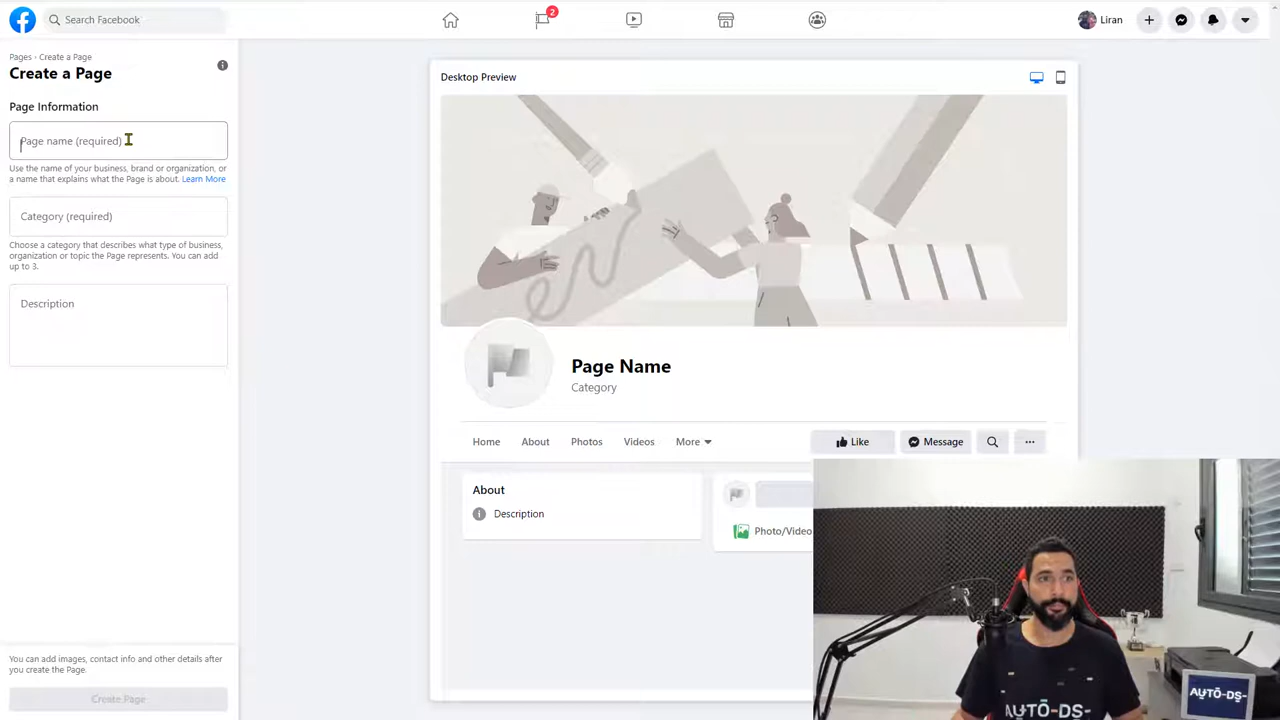 Search Facebook
2
Liran
Pages › Create a Page
Create a Page
Page Information
Page name (required)
Use the name of your business, brand or organization, or
a name that explains what the Page is about. Learn More
Category (required)
Choose a category that describes what type of business,
organization or topic the Page represents. You can add
up to 3.
Description
You can add images, contact info and other details after
you create the Page.
Create Page
Desktop Preview
Page Name
Category
Home
About
Photos
Videos
More
Like
Message
About
Description
Photo/Video
AUTO-DS-
AUTO-DS-